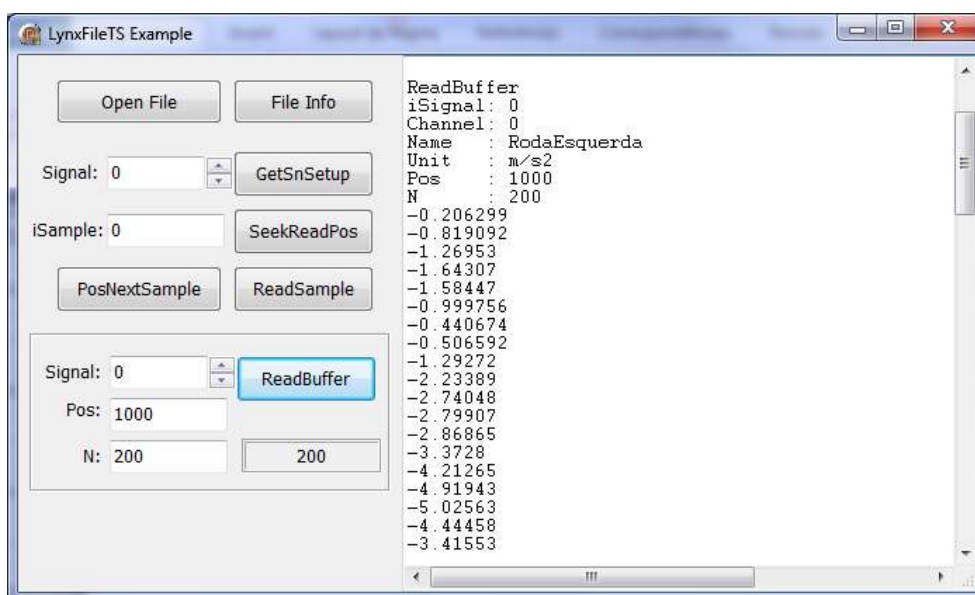 LynxFileTS Example
Open File
File Info
Signal: 0
GetSnSetup
iSample: 0
SeekReadPos
PosNextSample
ReadSample
Signal: 0
ReadBuffer
Pos: 1000
N: 200
200
ReadBuffer
iSignal: 0
Channel: 0
Name : RodaEsquerda
Unit : m/s2
Pos : 1000
N : 200
-0.206299
-0.819092
-1.26953
-1.64307
-1.58447
-0.999756
-0.440674
-0.506592
-1.29272
-2.23389
-2.74048
-2.79907
-2.86865
-3.3728
-4.21265
-4.91943
-5.02563
-4.44458
-3.41553